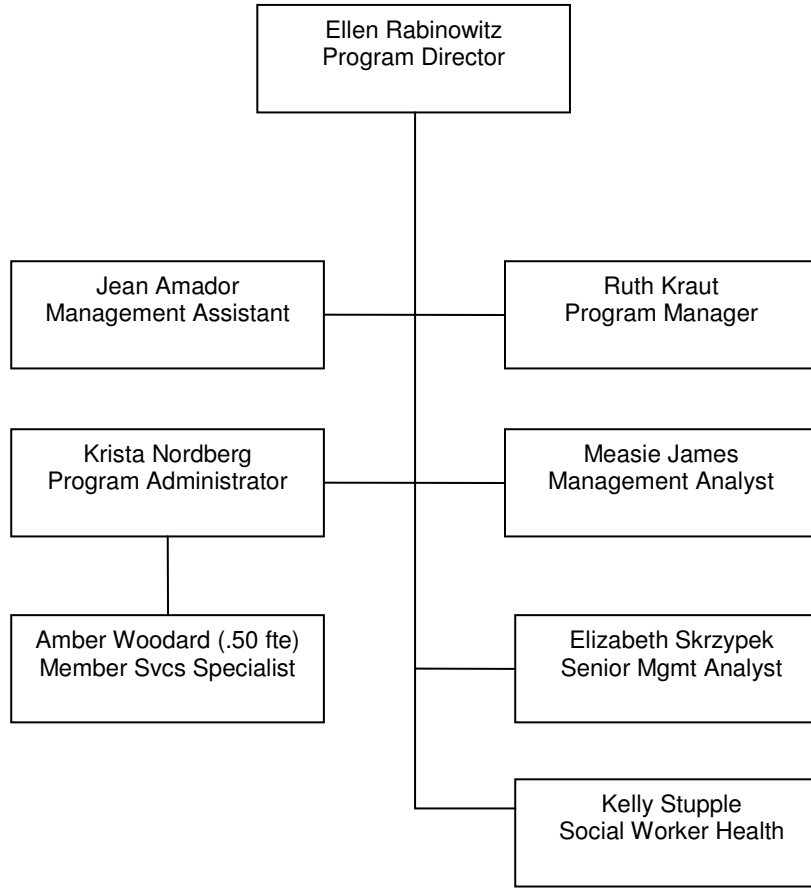 Ellen Rabinowitz
Program Director
Jean Amador
Management Assistant
Ruth Kraut
Program Manager
Krista Nordberg
Program Administrator
Measie James
Management Analyst
Amber Woodard (.50 fte)
Member Svcs Specialist
Elizabeth Skrzypek
Senior Mgmt Analyst
Kelly Stupple
Social Worker Health